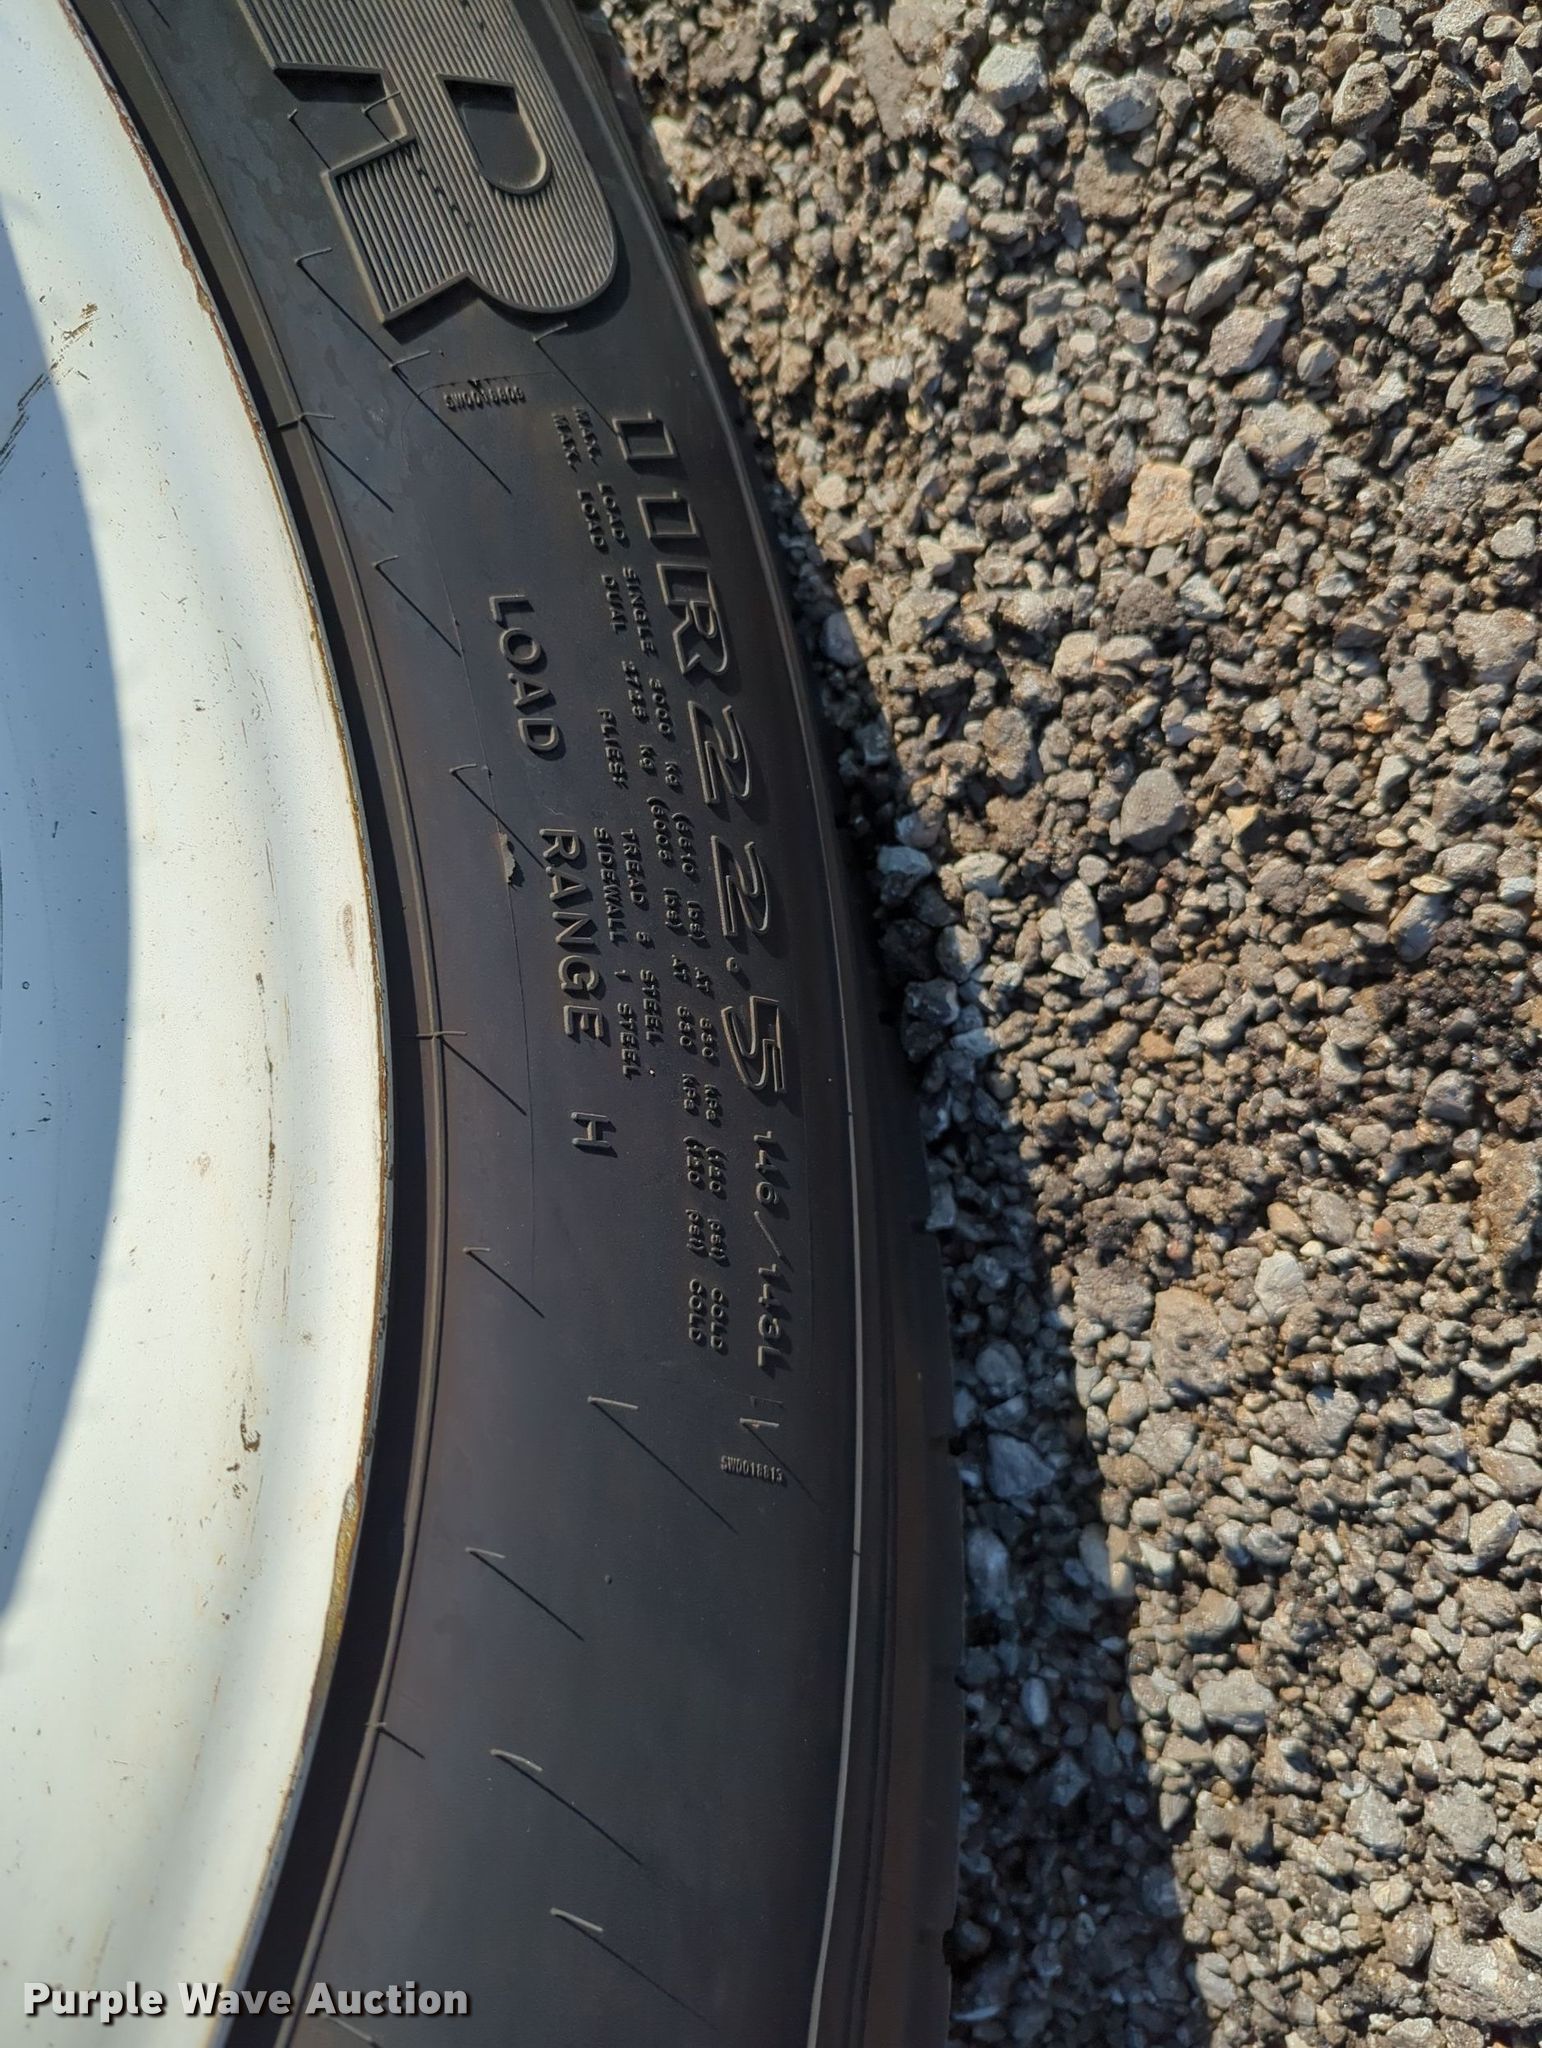 R
SW0018809
11R22.5 146/143L
MAX. LOAD SINGLE 3000 kg (6610 lbs) AT 830 kPa (120 psi) COLD
MAX. LOAD DUAL 2725 kg (6005 lbs) AT 830 kPa (120 psi) COLD
PLIES: TREAD 5 STEEL
SIDEWALL 1 STEEL
LOAD RANGE H
SW0018813
Purple Wave Auction